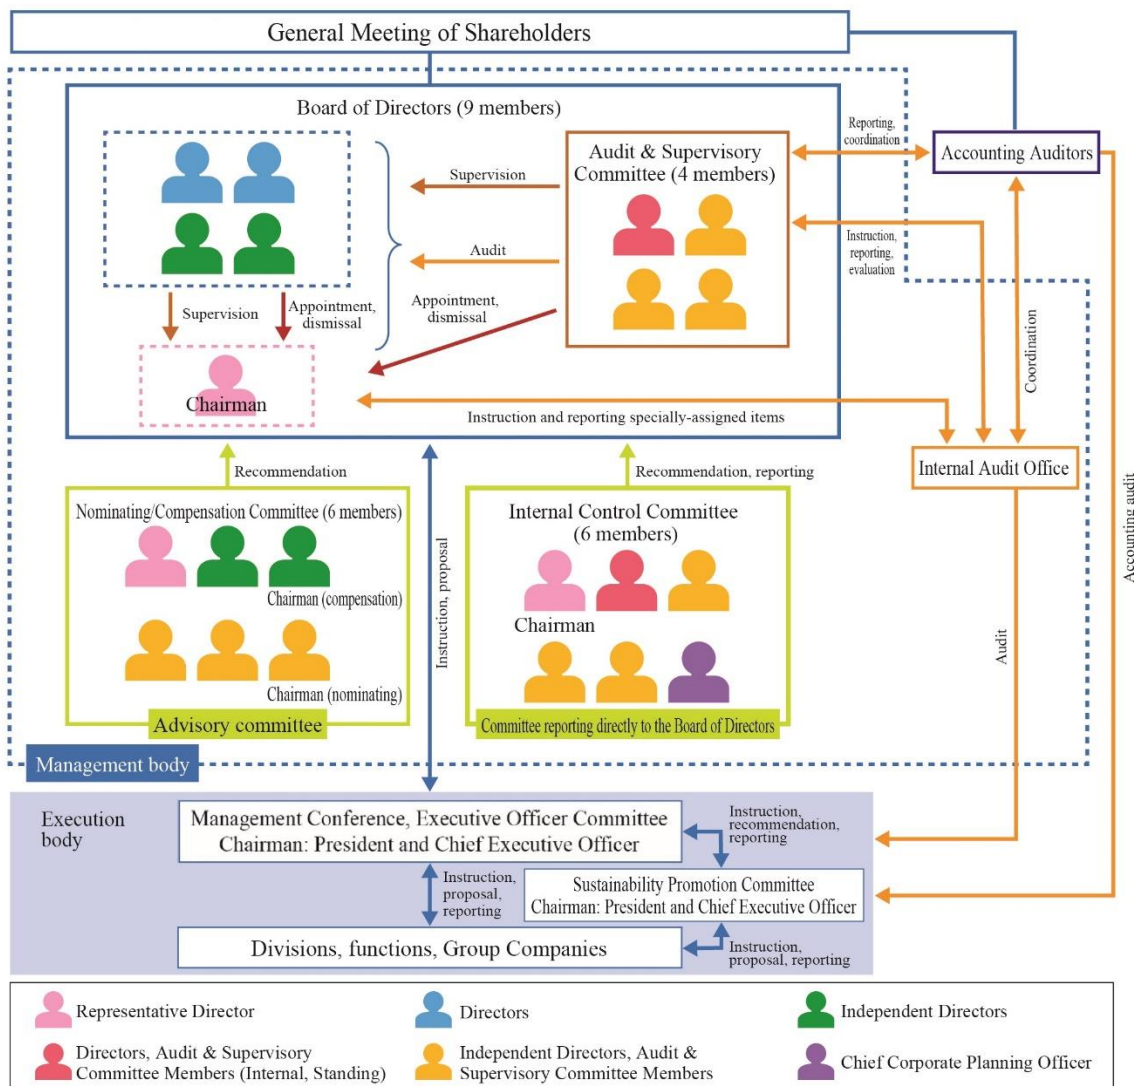 General Meeting of Shareholders
Board of Directors (9 members)
Supervision
Appointment,
dismissal
Chairman
Supervision
Audit
Appointment,
dismissal
Audit & Supervisory
Committee (4 members)
Reporting,
coordination
Accounting Auditors
Instruction,
reporting,
evaluation
Coordination
Instruction and reporting specially-assigned items
Internal Audit Office
Accounting audit
Audit
Recommendation
Nominating/Compensation Committee (6 members)
Chairman (compensation)
Chairman (nominating)
Advisory committee
Instruction, proposal
Recommendation, reporting
Internal Control Committee
(6 members)
Chairman
Committee reporting directly to the Board of Directors
Management body
Execution
body
Management Conference, Executive Officer Committee
Chairman: President and Chief Executive Officer
Instruction,
recommendation,
reporting
Instruction,
proposal,
reporting
Sustainability Promotion Committee
Chairman: President and Chief Executive Officer
Divisions, functions, Group Companies
Instruction,
proposal, reporting
Representative Director
Directors
Independent Directors
Directors, Audit & Supervisory
Committee Members (Internal, Standing)
Independent Directors, Audit &
Supervisory Committee Members
Chief Corporate Planning Officer